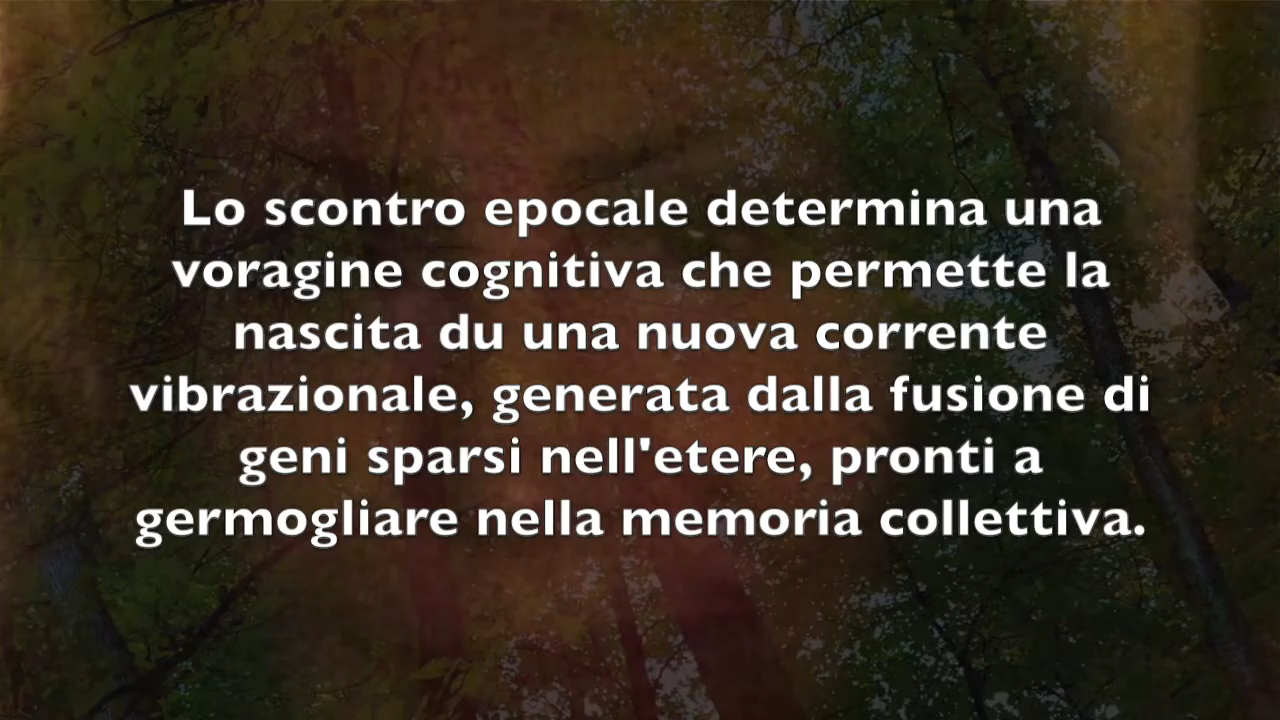 Lo scontro epocale determina una
voragine cognitiva che permette la
nascita du una nuova corrente
vibrazionale, generata dalla fusione di
geni sparsi nell'etere, pronti a
germogliare nella memoria collettiva.